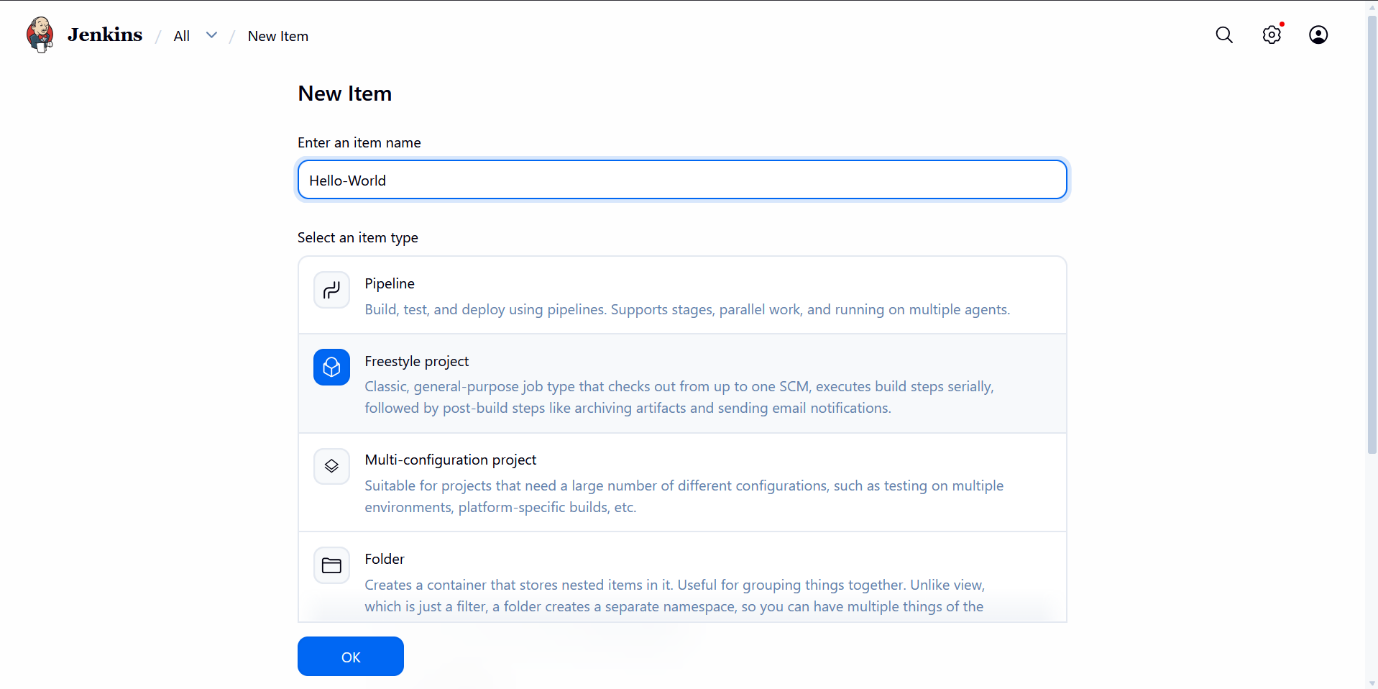 Jenkins / All / New Item
New Item
Enter an item name
Hello-World
Select an item type
Pipeline
Build, test, and deploy using pipelines. Supports stages, parallel work, and running on multiple agents.
Freestyle project
Classic, general-purpose job type that checks out from up to one SCM, executes build steps serially,
followed by post-build steps like archiving artifacts and sending email notifications.
Multi-configuration project
Suitable for projects that need a large number of different configurations, such as testing on multiple
environments, platform-specific builds, etc.
Folder
Creates a container that stores nested items in it. Useful for grouping things together. Unlike view,
which is just a filter, a folder creates a separate namespace, so you can have multiple things of the
OK